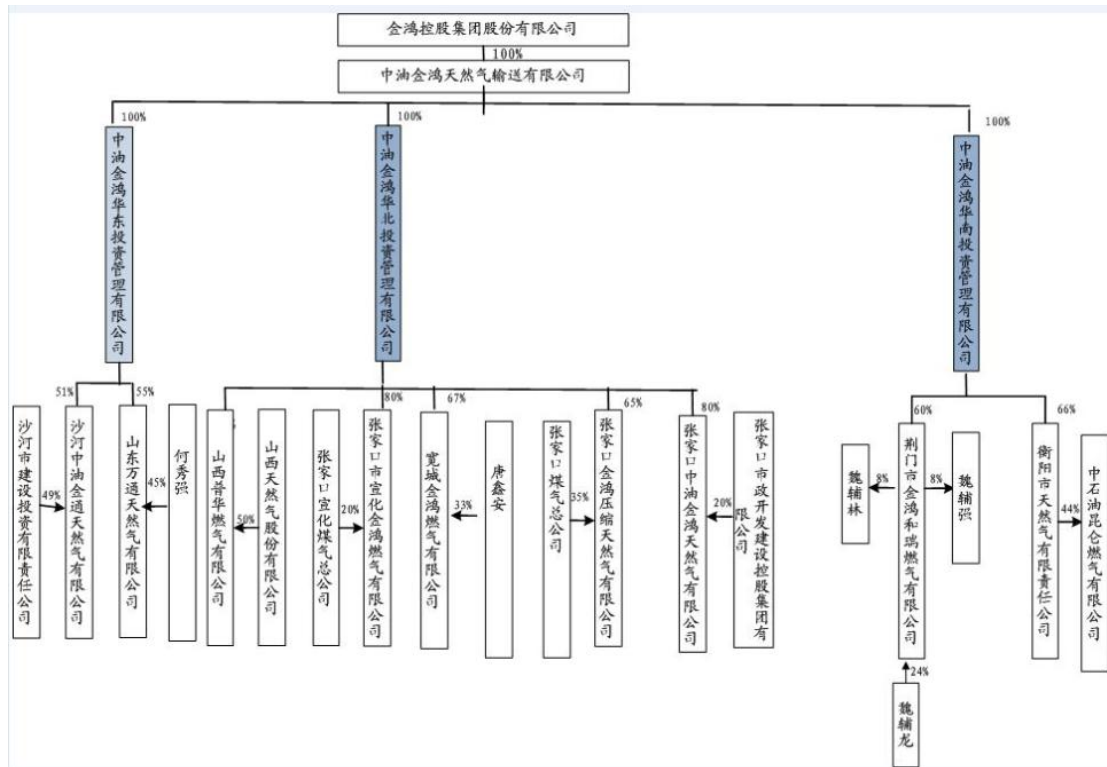 金鸿控股集团股份有限公司
100%
中油金鸿天然气输送有限公司
100%
100%
100%
中油金鸿华东投资管理有限公司
中油金鸿华北投资管理有限公司
中油金鸿华南投资管理有限公司
51%
55%
80%
67%
65%
80%
60%
66%
沙河市建设投资有限责任公司
49%
沙河中油金通天然气有限公司
山东万通天然气有限公司
45%
何秀强
山西普华燃气有限公司
50%
山西天然气股份有限公司
张家口宣化煤气总公司
20%
张家口市宣化金鸿燃气有限公司
宽城金鸿燃气有限公司
33%
唐鑫安
张家口煤气总公司
35%
张家口金鸿压缩天然气有限公司
张家口中油金鸿天然气有限公司
20%
张家口市政开发建设控股集团有
限公司
魏辅林
8%
荆门市金鸿和瑞燃气有限公司
8%
魏辅强
衡阳市天然气有限责任公司
44%
中石油昆仑燃气有限公司
24%
魏辅龙